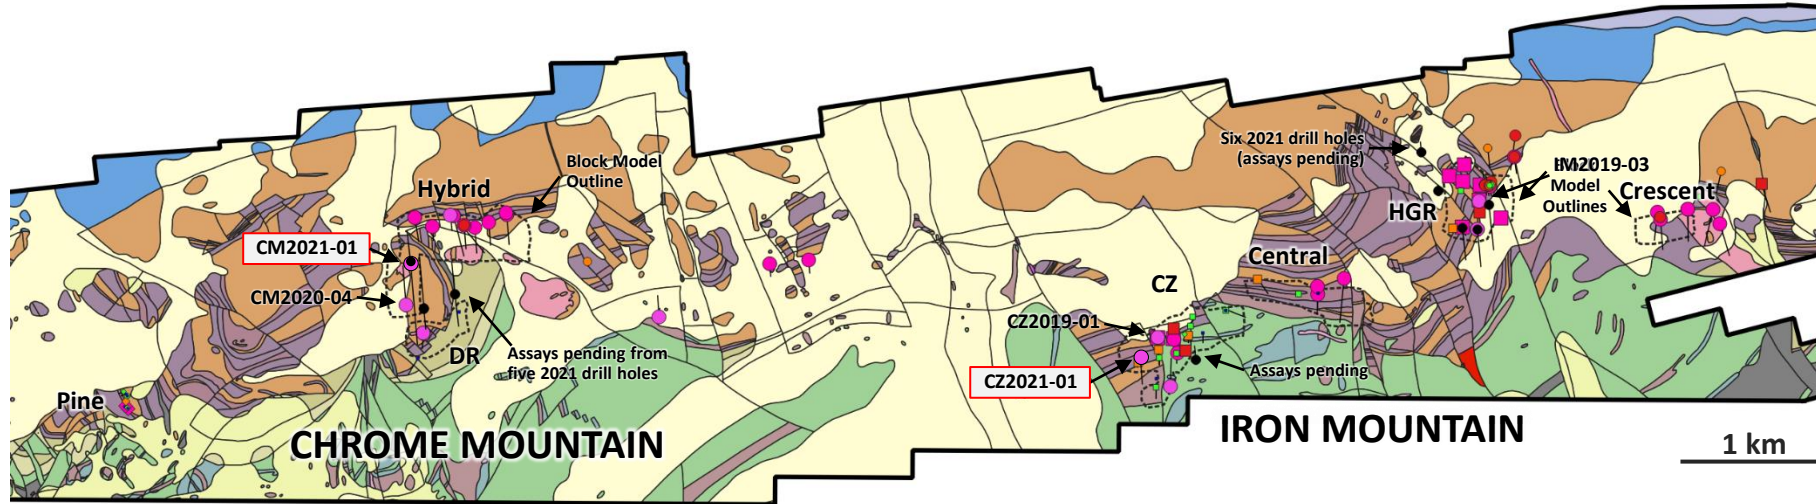 Six 2021 drill holes
(assays pending)
Block Model
Outline
IM2019-03
Model
Outlines
Hybrid
Crescent
HGR
CM2021-01
Central
CZ
CM2020-04
CZ2019-01
DR
Assays pending from
five 2021 drill holes
Assays pending
CZ2021-01
Pine
CHROME MOUNTAIN
IRON MOUNTAIN
1 km